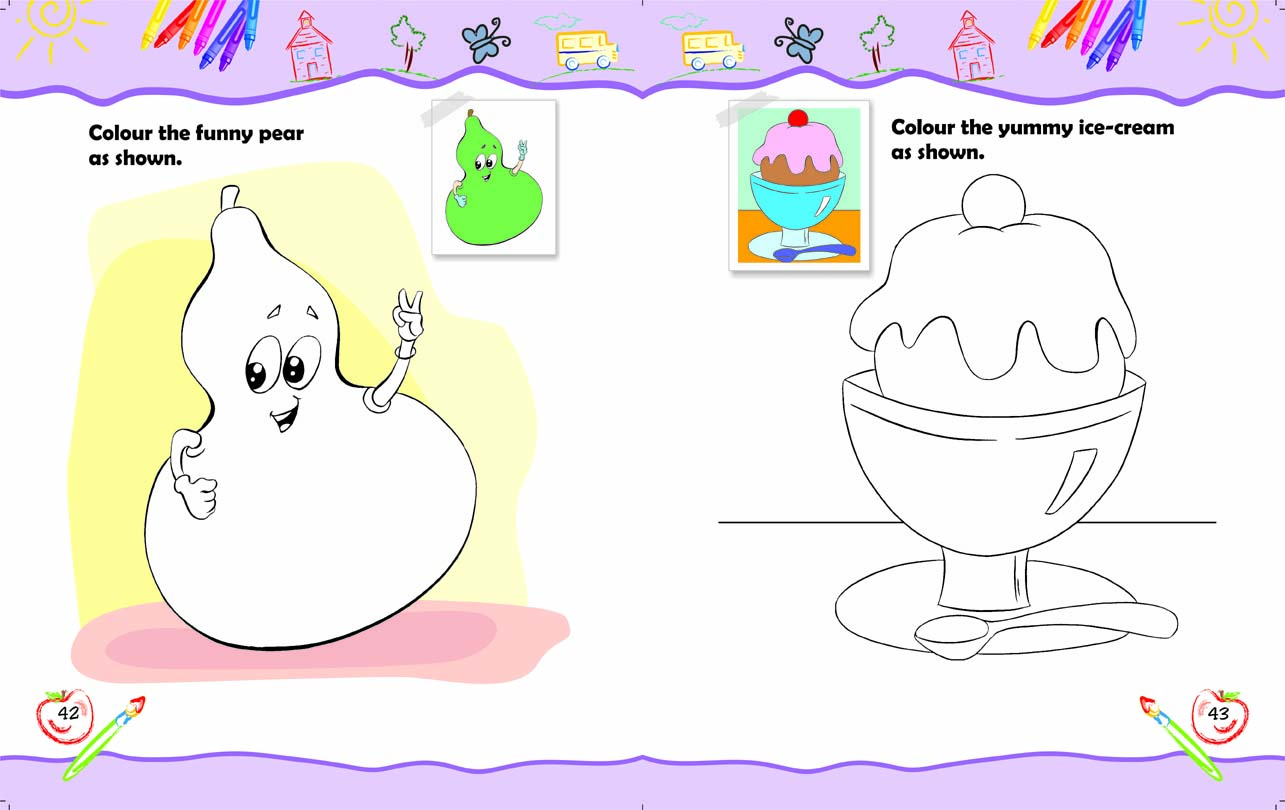 Colour the funny pear
as shown.
Colour the yummy ice-cream
as shown.
42
43